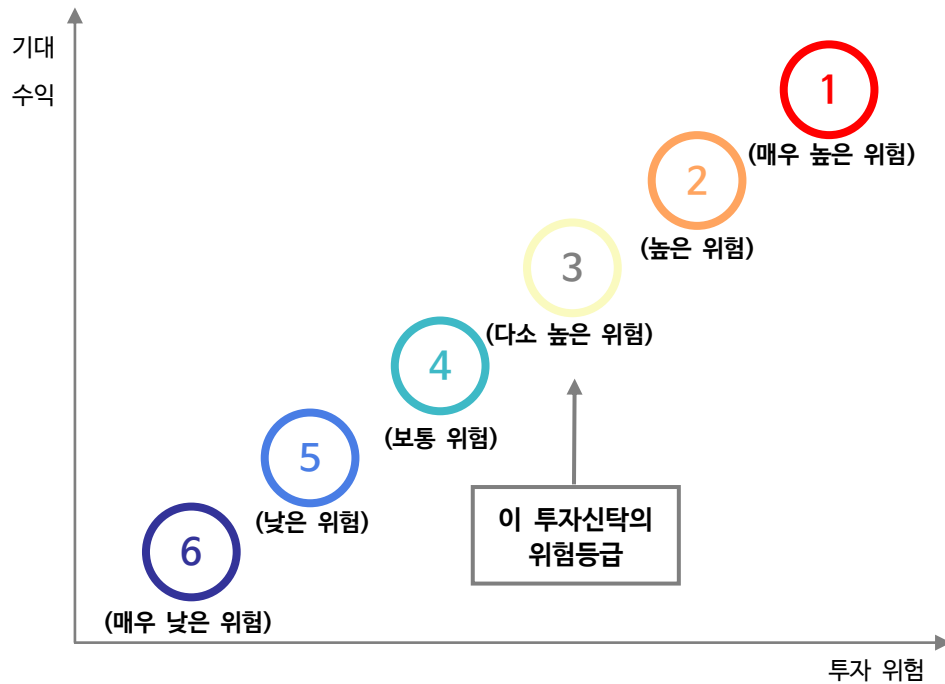 기대
수익
1
(매우 높은 위험)
2
(높은 위험)
3
(다소 높은 위험)
4
(보통 위험)
5
(낮은 위험)
이 투자신탁의
위험등급
6
(매우 낮은 위험)
투자 위험